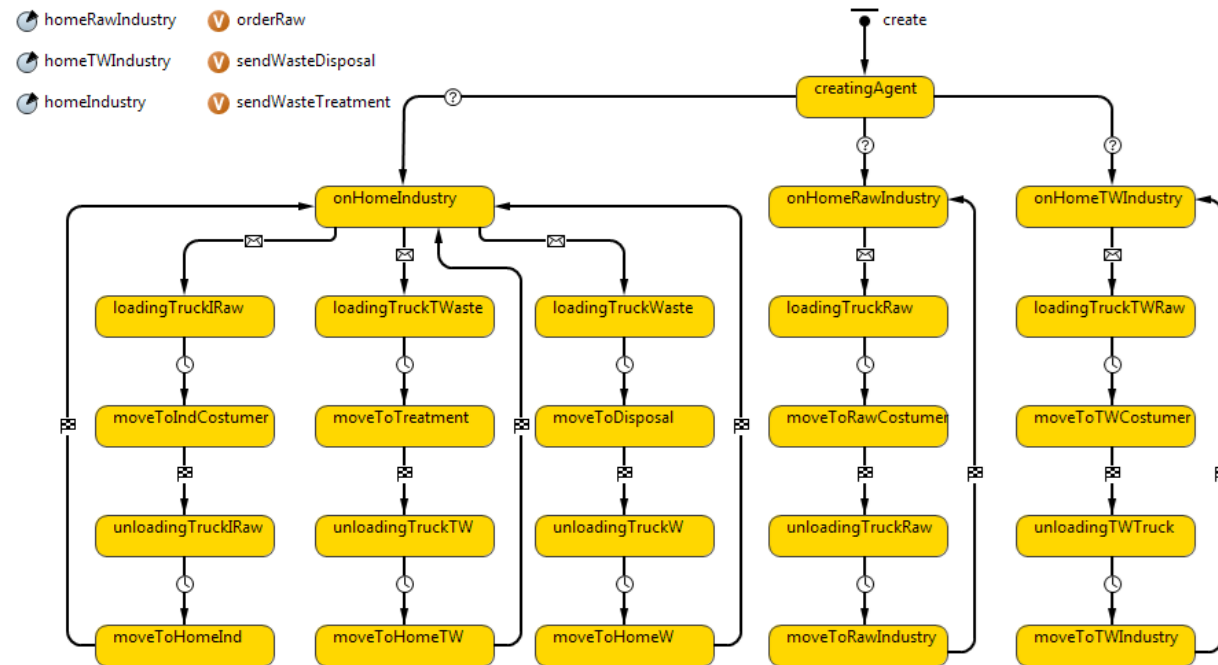 homeRawIndustry
orderRaw
create
homeTWIndustry
sendWasteDisposal
creatingAgent
homeIndustry
sendWasteTreatment
onHomeIndustry
onHomeRawIndustry
onHomeTWIndustry
loadingTruckIRaw
loadingTruckTWaste
loadingTruckWaste
loadingTruckRaw
loadingTruckTWRaw
moveToIndCostumer
moveToTreatment
moveToDisposal
moveToRawCostumer
moveToTWCostumer
unloadingTruckIRaw
unloadingTruckTW
unloadingTruckW
unloadingTruckRaw
unloadingTWTruck
moveToHomeInd
moveToHomeTW
moveToHomeW
moveToRawIndustry
moveToTWIndustry